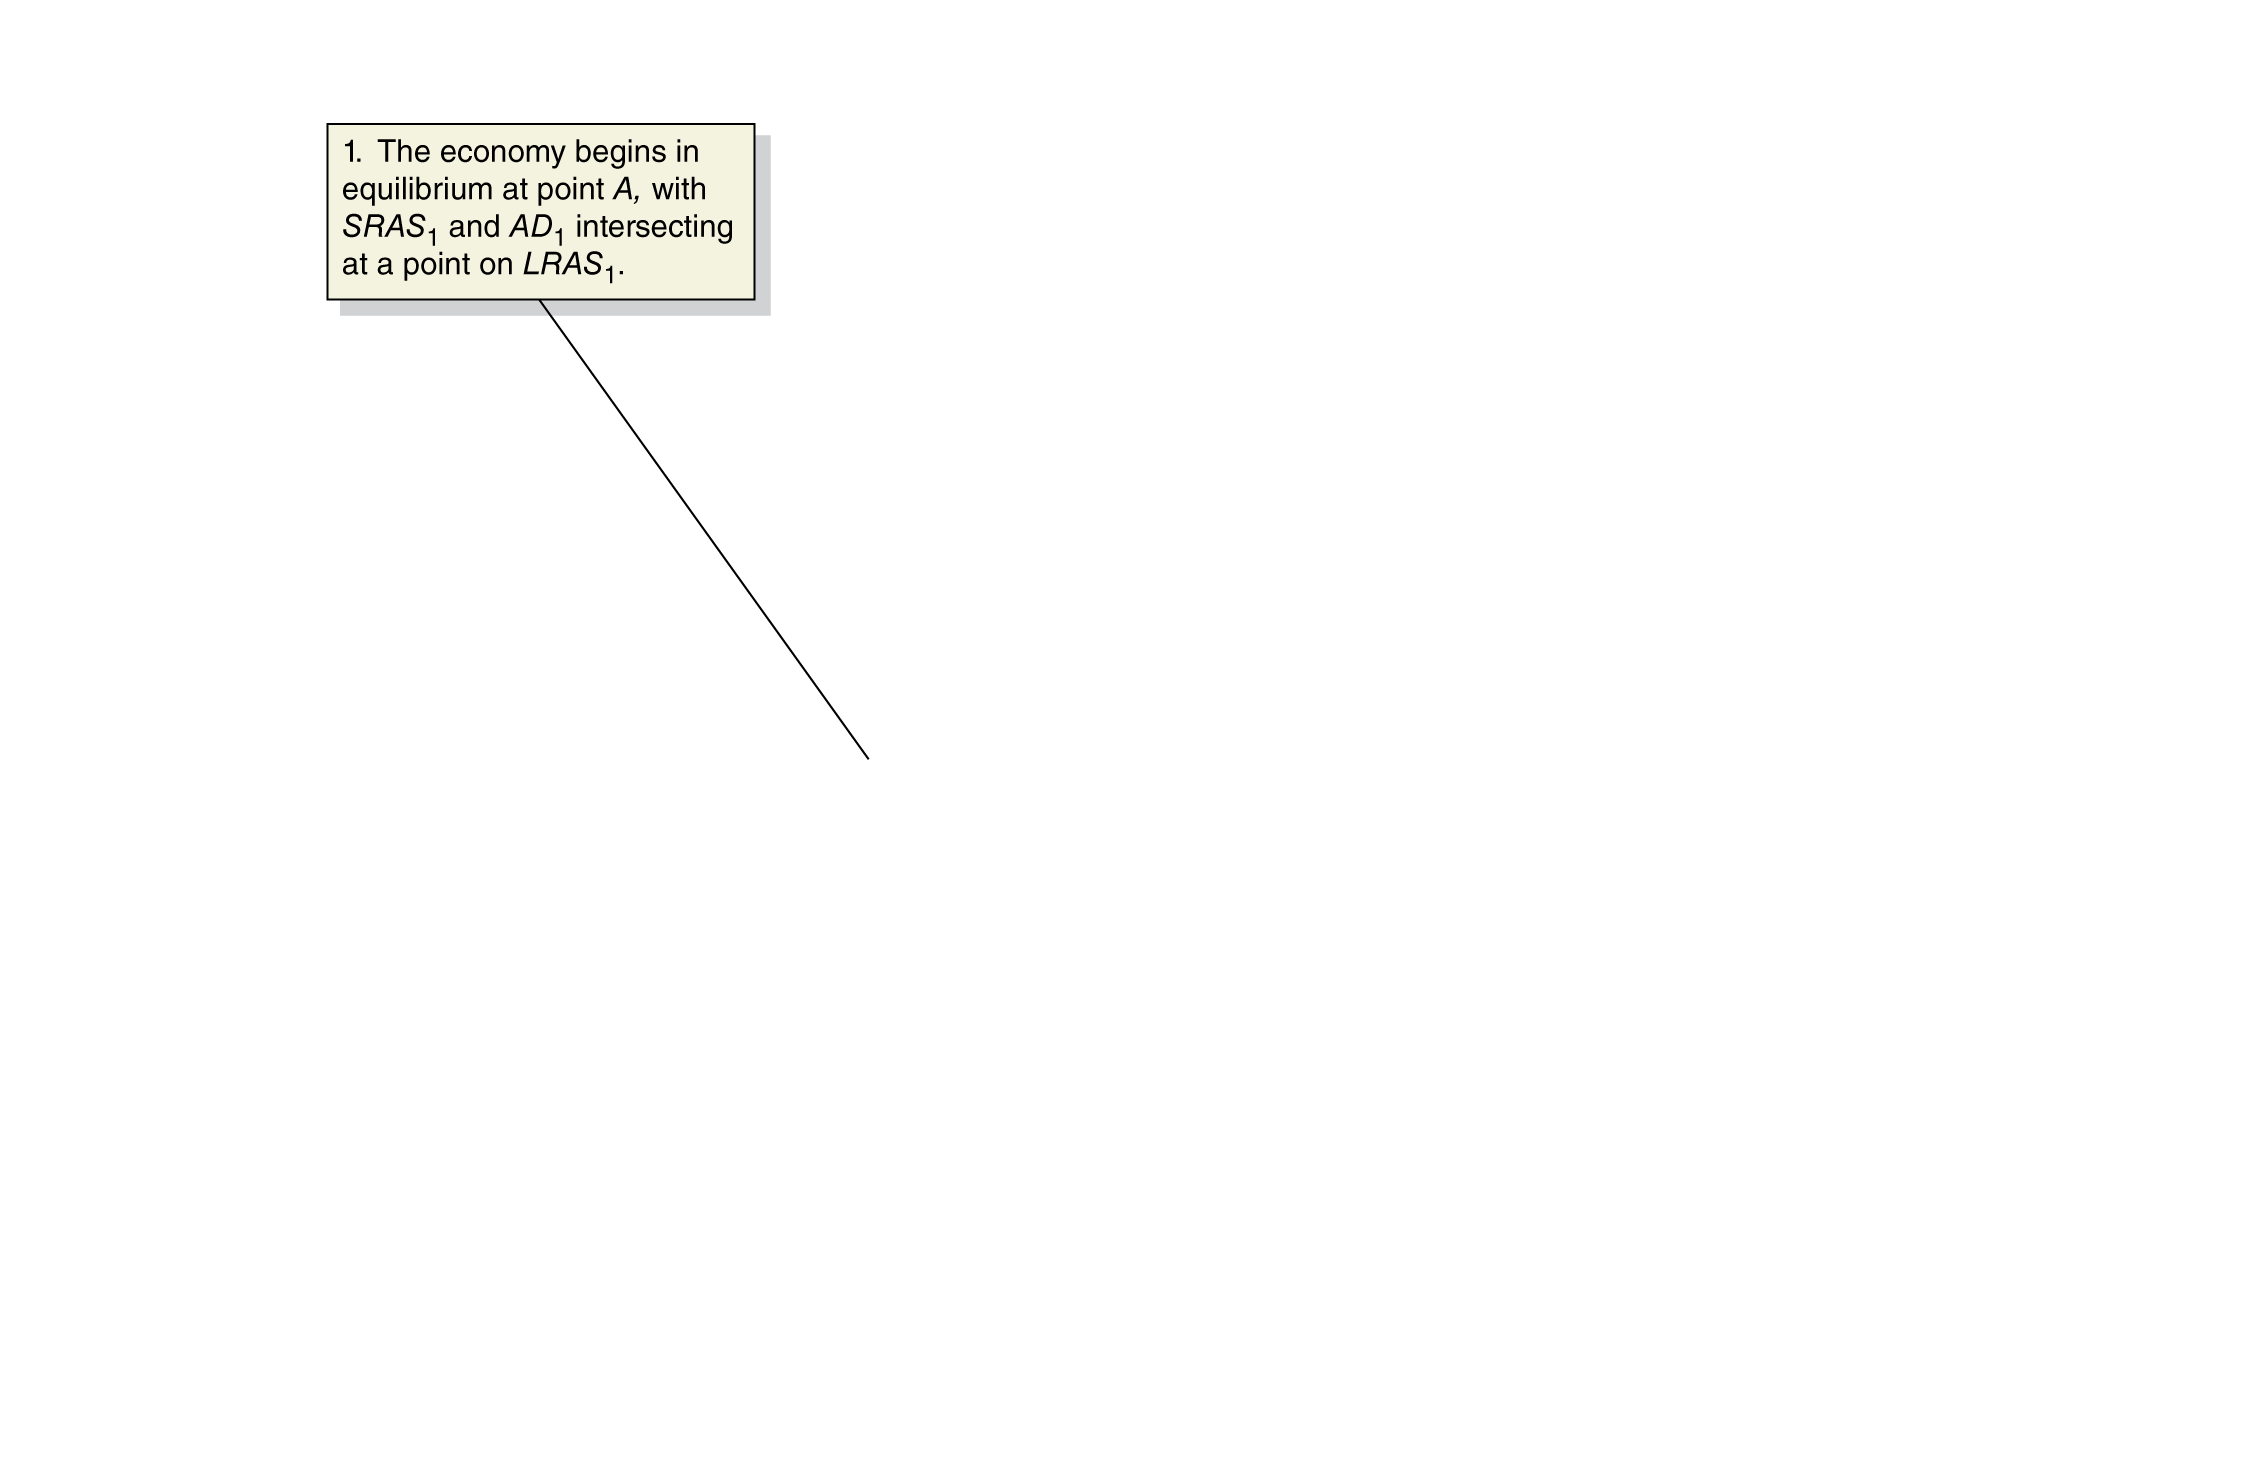 1. The economy begins in
equilibrium at point A, with
SRAS₁ and AD₁ intersecting
at a point on LRAS₁.